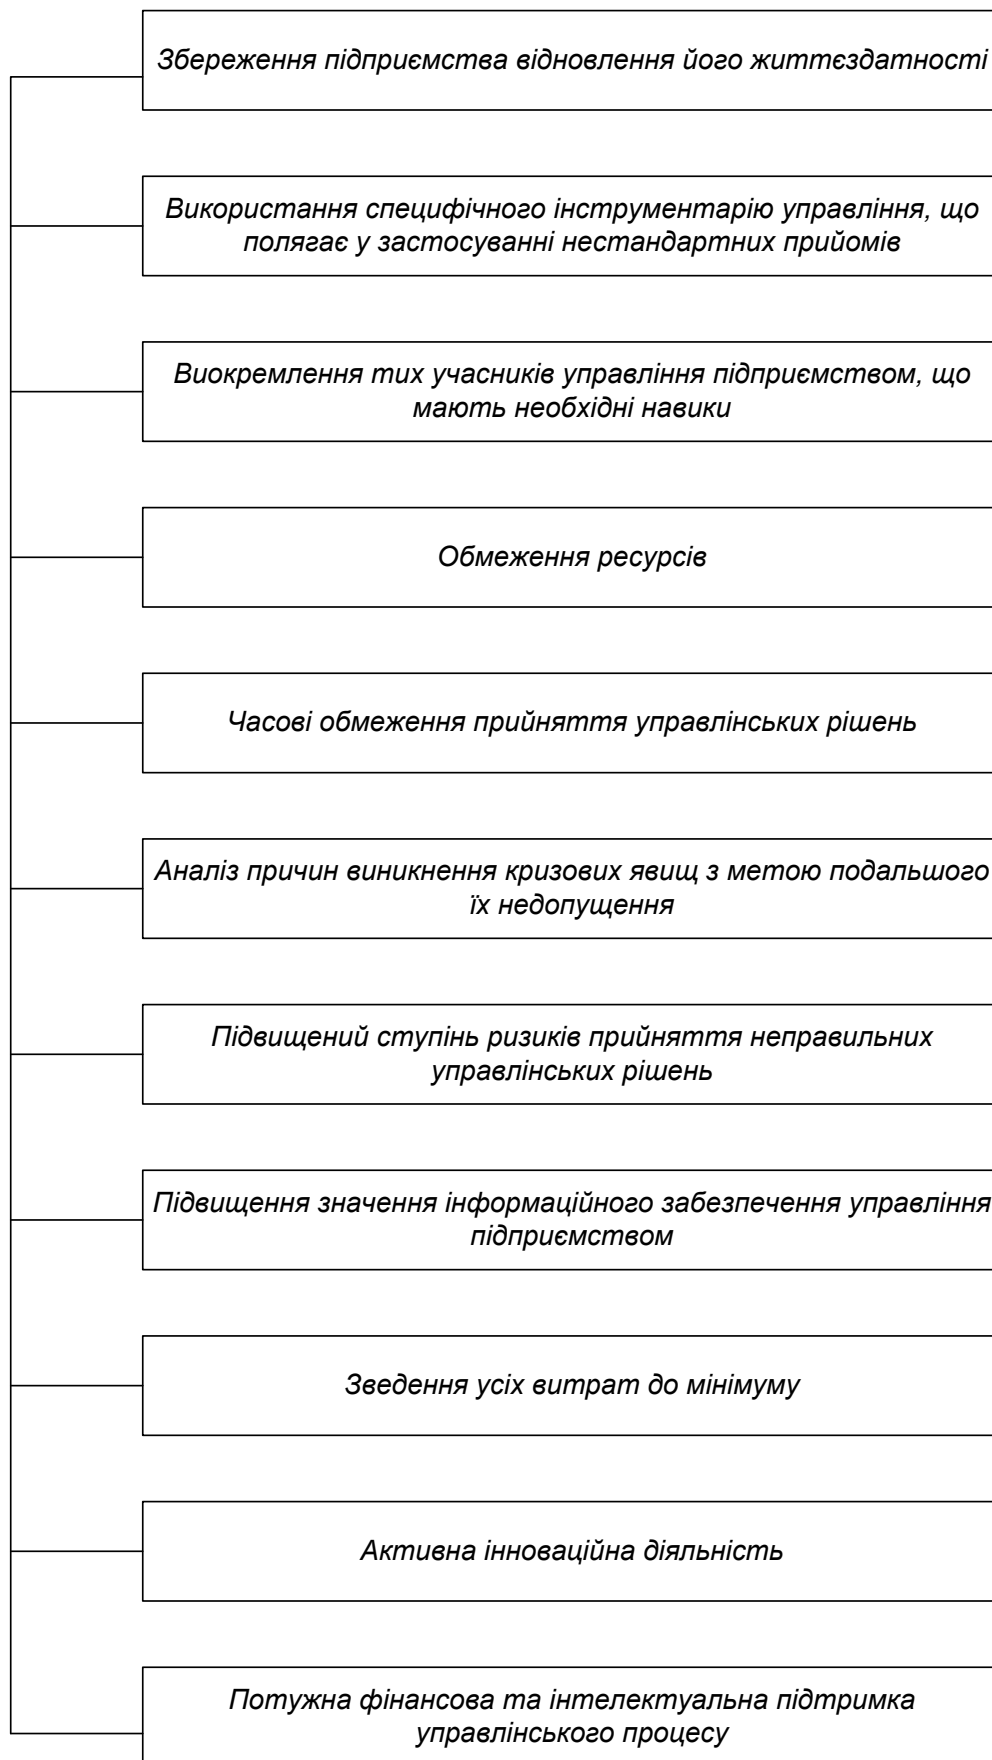 Збереження підприємства відновлення його життєздатності
Використання специфічного інструментарію управління, що
полягає у застосуванні нестандартних прийомів
Виокремлення тих учасників управління підприємством, що
мають необхідні навики
Обмеження ресурсів
Часові обмеження прийняття управлінських рішень
Аналіз причин виникнення кризових явищ з метою подальшого
їх недопущення
Підвищений ступінь ризиків прийняття неправильних
управлінських рішень
Підвищення значення інформаційного забезпечення управління
підприємством
Зведення усіх витрат до мінімуму
Активна інноваційна діяльність
Потужна фінансова та інтелектуальна підтримка
управлінського процесу